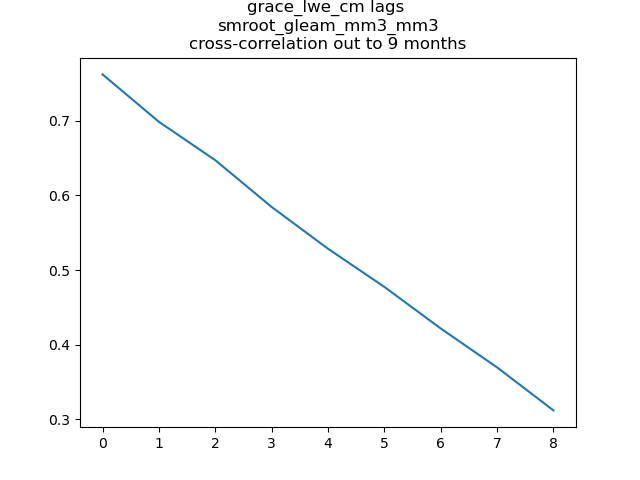 grace_lwe_cm lags
smroot_gleam_mm3_mm3
cross-correlation out to 9 months
0.7
0.6
0.5
0.4
0.3
0 1 2 3 4 5 6 7 8